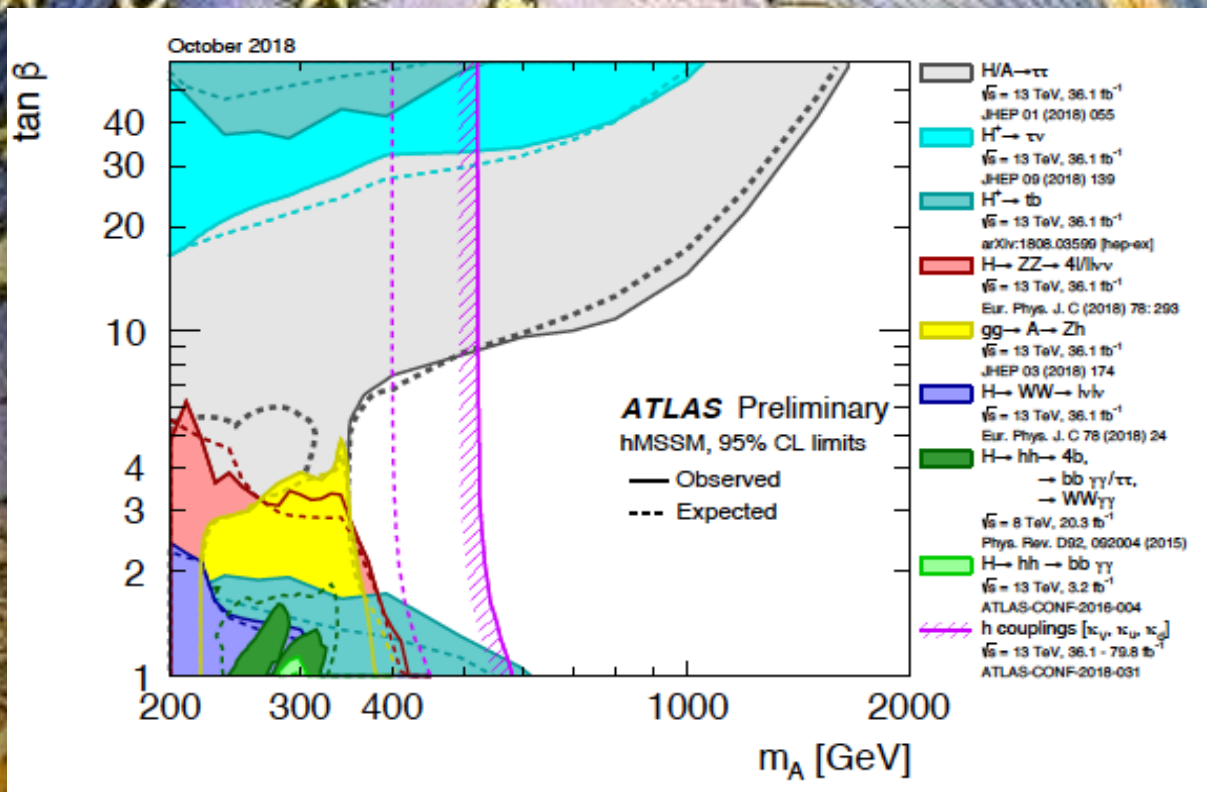 October 2018
tan β
40
30
20
10
4
3
2
1
200
300
400
1000
2000
m_A [GeV]
ATLAS Preliminary
hMSSM, 95% CL limits
Observed
Expected
H/A→ττ
√s = 13 TeV, 36.1 fb⁻¹
JHEP 01 (2018) 055
H⁺→ τν
√s = 13 TeV, 36.1 fb⁻¹
JHEP 09 (2018) 139
H⁺→ tb
√s = 13 TeV, 36.1 fb⁻¹
arXiv:1808.03599 [hep-ex]
H→ ZZ→ 4l/llνν
√s = 13 TeV, 36.1 fb⁻¹
Eur. Phys. J. C (2018) 78: 293
gg→ A→ Zh
√s = 13 TeV, 36.1 fb⁻¹
JHEP 03 (2018) 174
H→ WW→ lνlν
√s = 13 TeV, 36.1 fb⁻¹
Eur. Phys. J. C 78 (2018) 24
H→ hh→ 4b,
→ bb γγ/ττ,
→ WWγγ
√s = 8 TeV, 20.3 fb⁻¹
Phys. Rev. D92, 092004 (2015)
H→ hh → bb γγ
√s = 13 TeV, 3.2 fb⁻¹
ATLAS-CONF-2016-004
h couplings [κ_V, κ_u, κ_d]
√s = 13 TeV, 36.1 - 79.8 fb⁻¹
ATLAS-CONF-2018-031